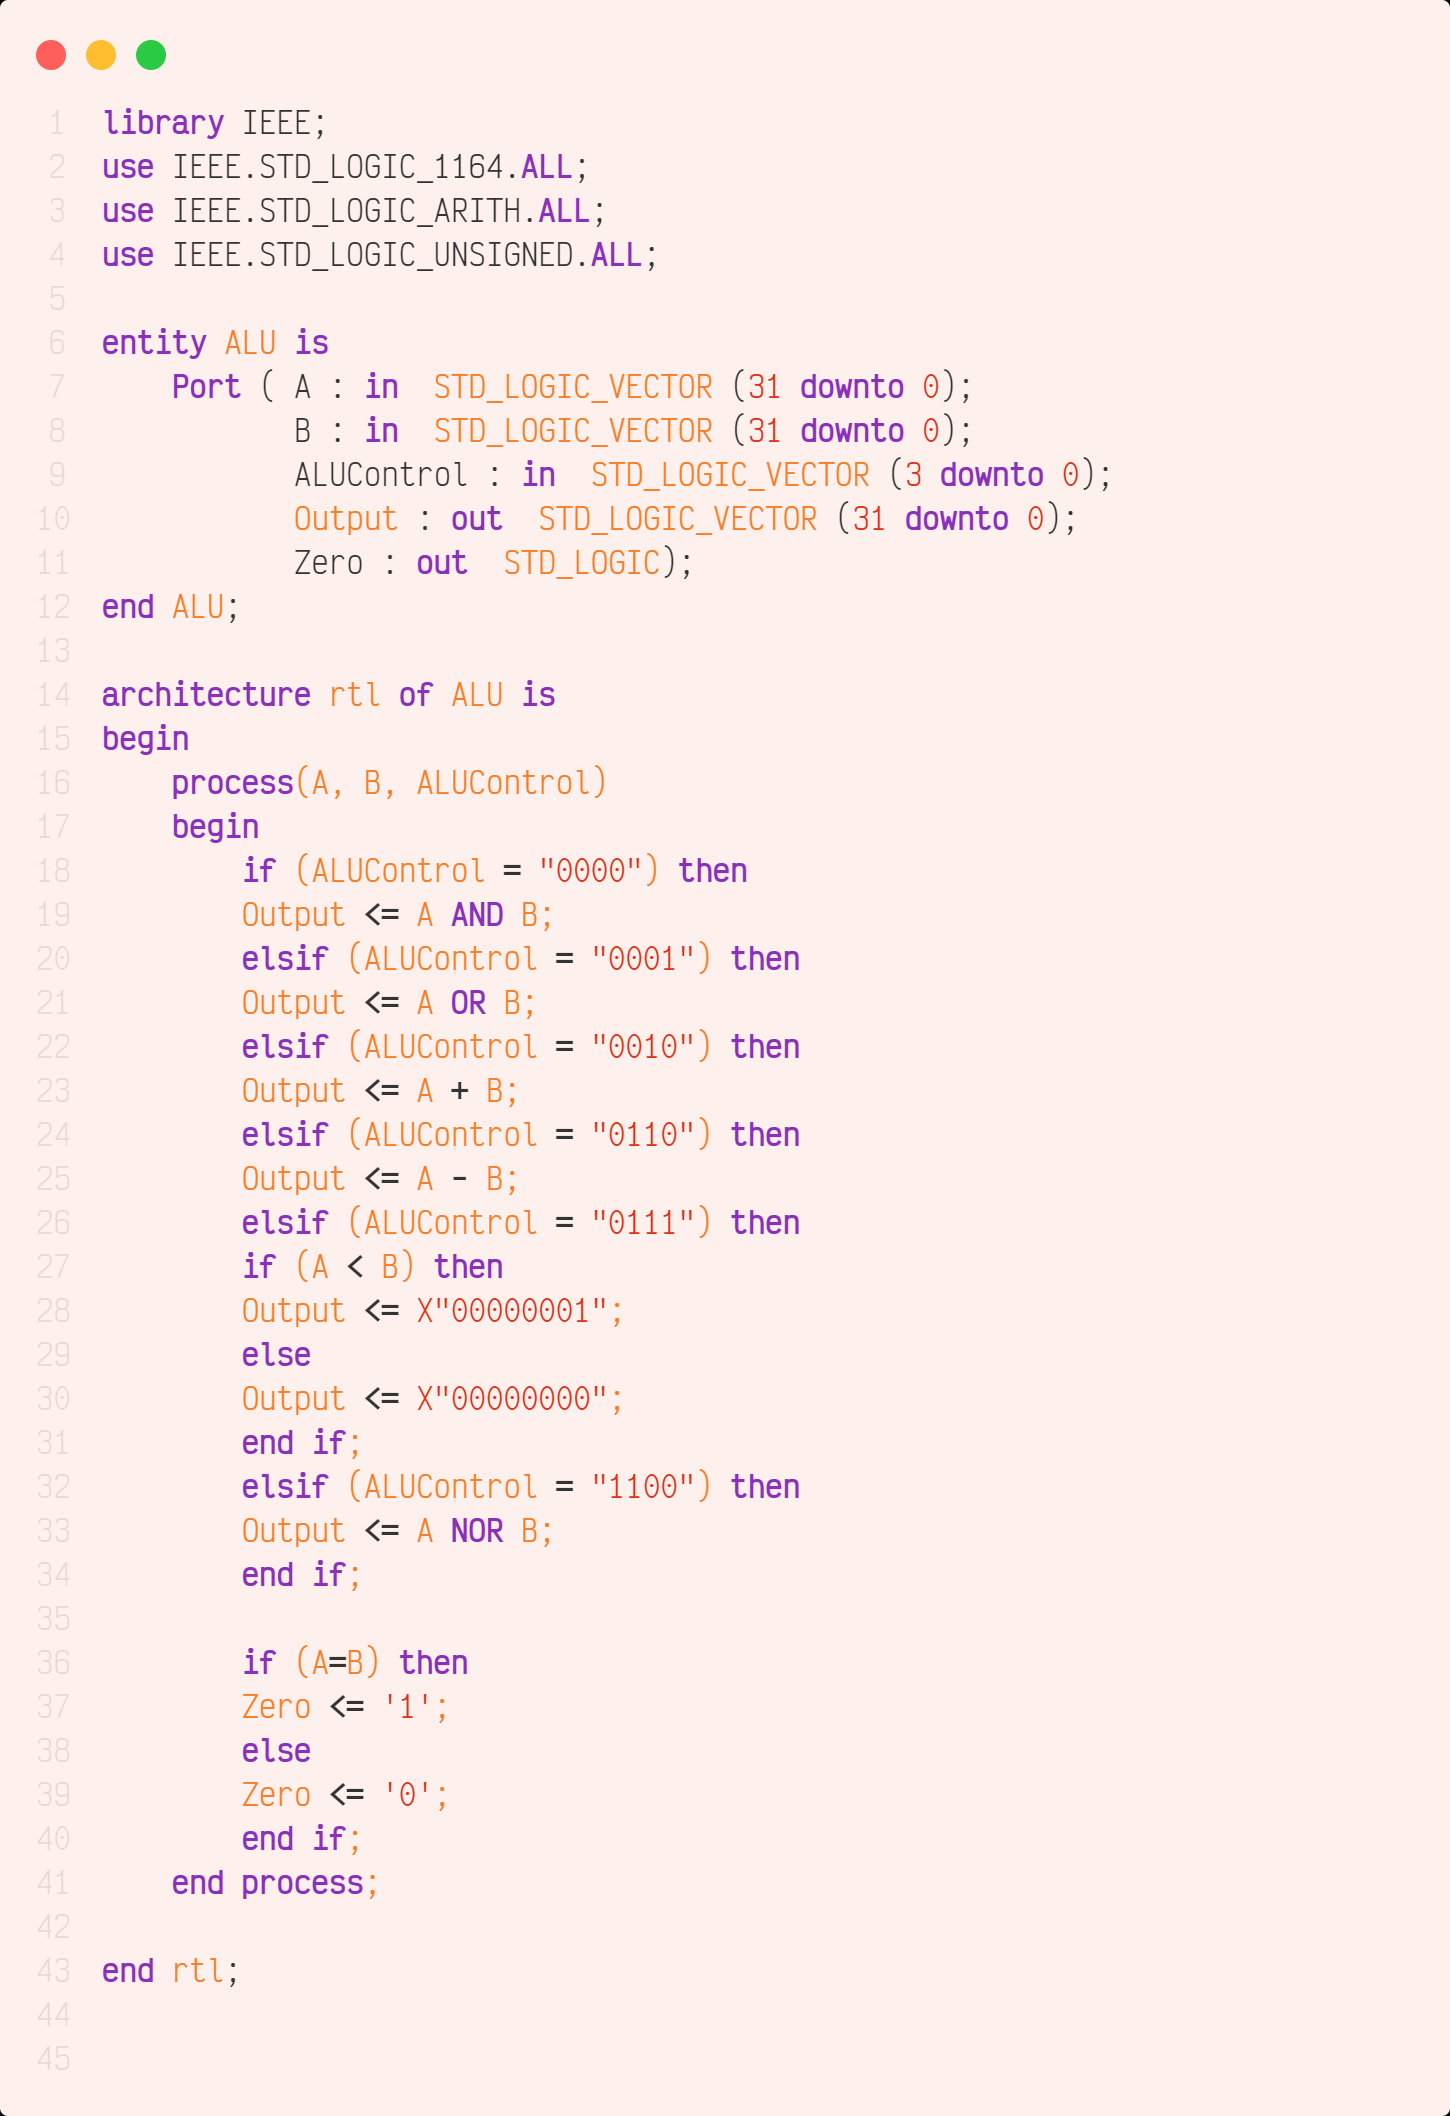 1 library IEEE;
2 use IEEE.STD_LOGIC_1164.ALL;
3 use IEEE.STD_LOGIC_ARITH.ALL;
4 use IEEE.STD_LOGIC_UNSIGNED.ALL;
5
6 entity ALU is
7     Port ( A : in  STD_LOGIC_VECTOR (31 downto 0);
8            B : in  STD_LOGIC_VECTOR (31 downto 0);
9            ALUControl : in  STD_LOGIC_VECTOR (3 downto 0);
10            Output : out  STD_LOGIC_VECTOR (31 downto 0);
11            Zero : out  STD_LOGIC);
12 end ALU;
13
14 architecture rtl of ALU is
15 begin
16     process(A, B, ALUControl)
17     begin
18         if (ALUControl = "0000") then
19         Output <= A AND B;
20         elsif (ALUControl = "0001") then
21         Output <= A OR B;
22         elsif (ALUControl = "0010") then
23         Output <= A + B;
24         elsif (ALUControl = "0110") then
25         Output <= A - B;
26         elsif (ALUControl = "0111") then
27         if (A < B) then
28         Output <= X"00000001";
29         else
30         Output <= X"00000000";
31         end if;
32         elsif (ALUControl = "1100") then
33         Output <= A NOR B;
34         end if;
35
36         if (A=B) then
37         Zero <= '1';
38         else
39         Zero <= '0';
40         end if;
41     end process;
42
43 end rtl;
44
45